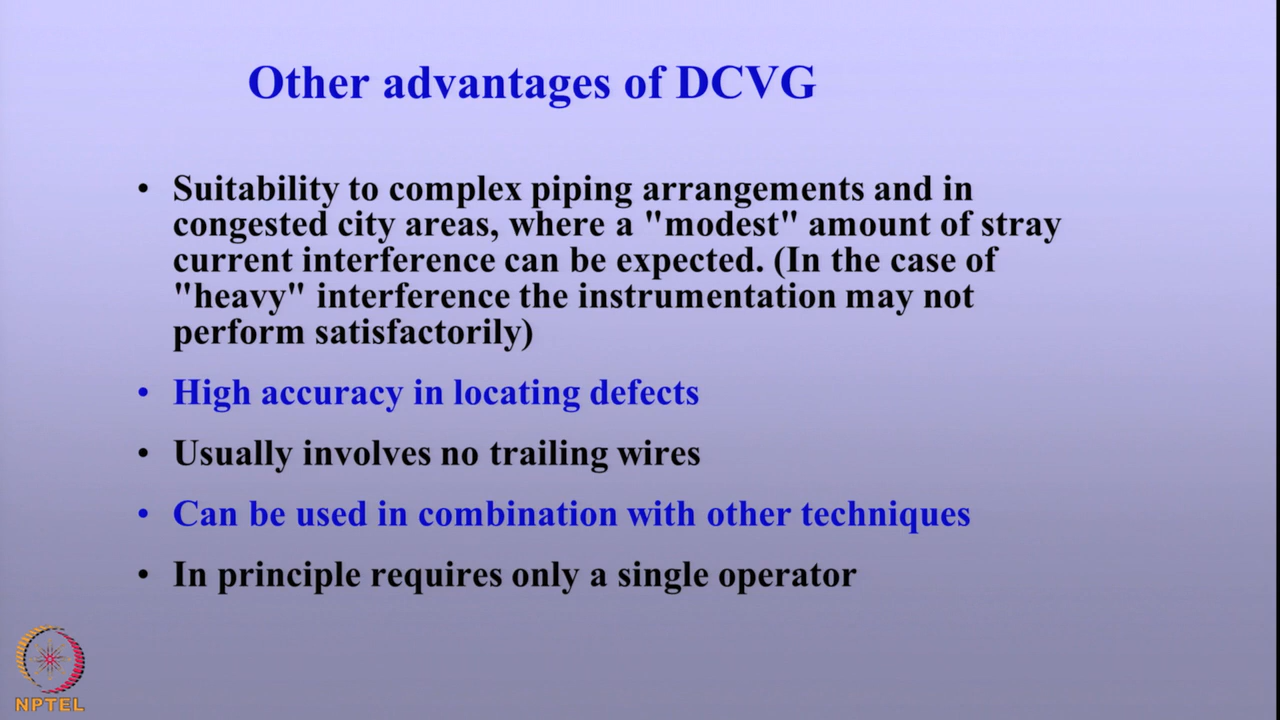 Other advantages of DCVG
• Suitability to complex piping arrangements and in
congested city areas, where a "modest" amount of stray
current interference can be expected. (In the case of
"heavy" interference the instrumentation may not
perform satisfactorily)
• High accuracy in locating defects
• Usually involves no trailing wires
• Can be used in combination with other techniques
• In principle requires only a single operator
NPTEL